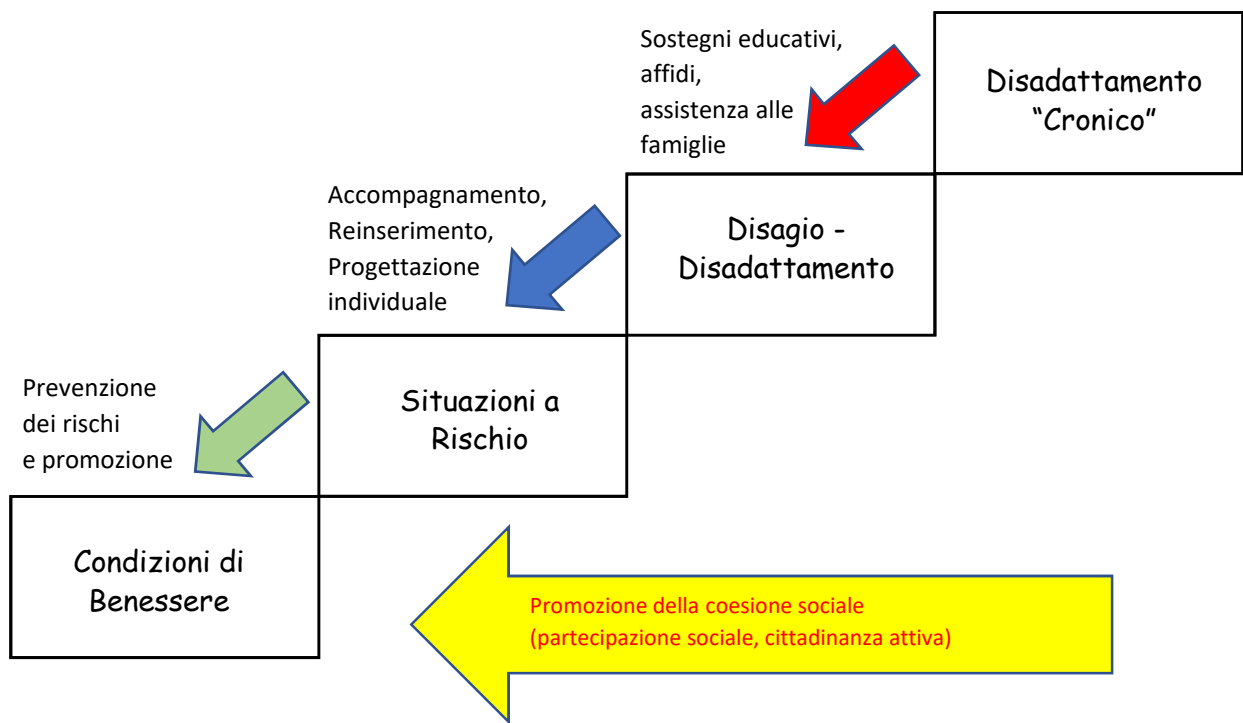 Sostegni educativi,
affidi,
assistenza alle
famiglie
Disadattamento
“Cronico”
Accompagnamento,
Reinserimento,
Progettazione
individuale
Disagio -
Disadattamento
Prevenzione
dei rischi
e promozione
Situazioni a
Rischio
Condizioni di
Benessere
Promozione della coesione sociale
(partecipazione sociale, cittadinanza attiva)